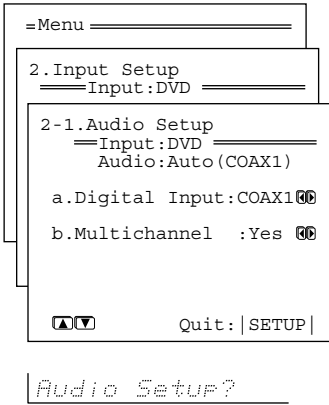 =Menu
2.Input Setup
Input:DVD
2-1.Audio Setup
Input:DVD
Audio:Auto(COAX1)
a.Digital Input:COAX1
b.Multichannel :Yes
Quit:|SETUP|
Audio Setup?